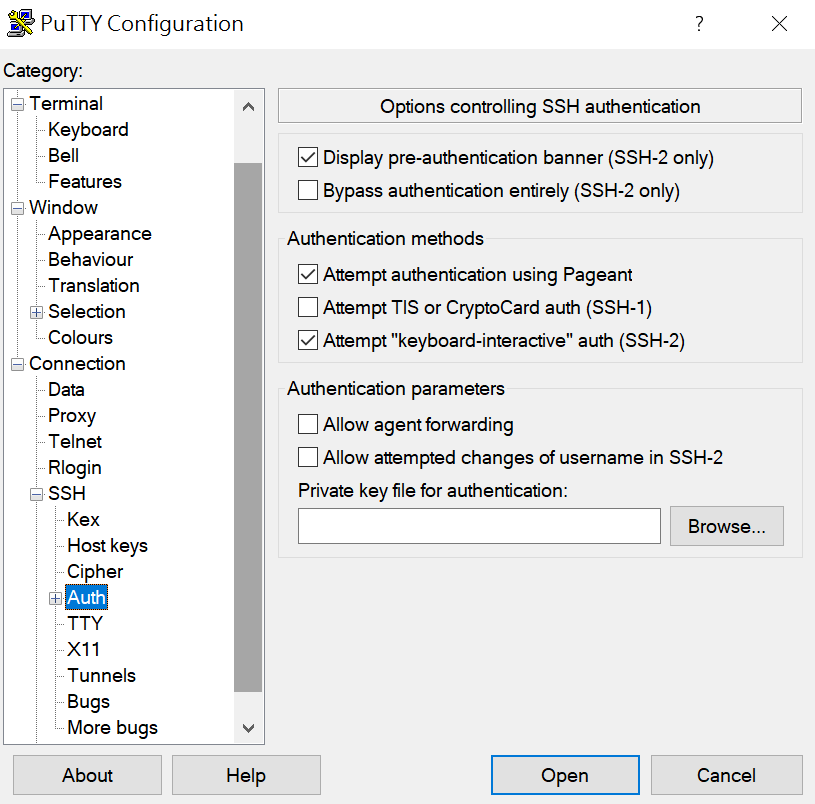 PuTTY Configuration
?
Category:
Terminal
Keyboard
Bell
Features
Window
Appearance
Behaviour
Translation
Selection
Colours
Connection
Data
Proxy
Telnet
Rlogin
SSH
Kex
Host keys
Cipher
Auth
TTY
X11
Tunnels
Bugs
More bugs
Options controlling SSH authentication
Display pre-authentication banner (SSH-2 only)
Bypass authentication entirely (SSH-2 only)
Authentication methods
Attempt authentication using Pageant
Attempt TIS or CryptoCard auth (SSH-1)
Attempt "keyboard-interactive" auth (SSH-2)
Authentication parameters
Allow agent forwarding
Allow attempted changes of username in SSH-2
Private key file for authentication:
Browse...
About
Help
Open
Cancel